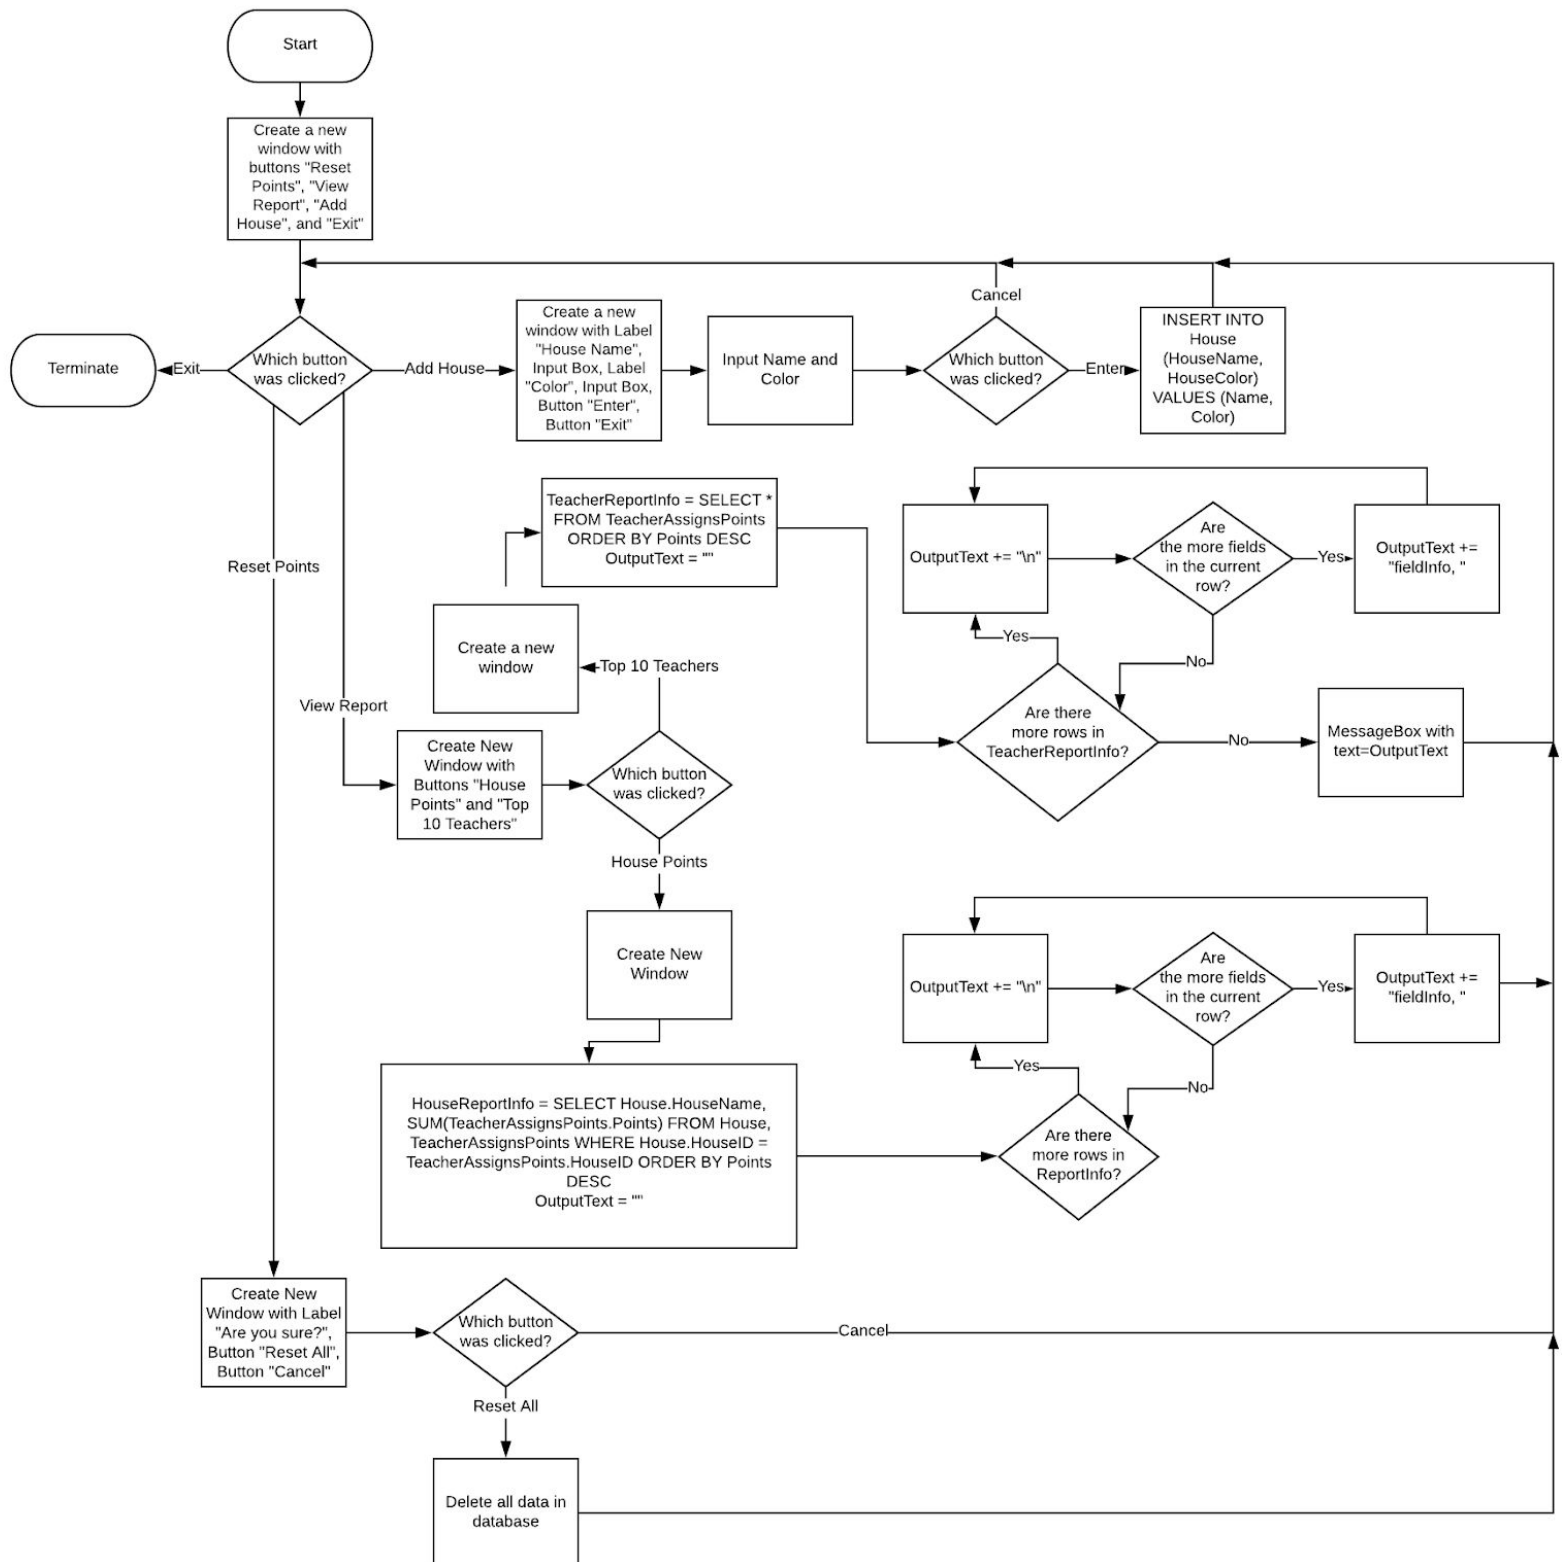 Start
Create a new
window with
buttons "Reset
Points", "View
Report", "Add
House", and "Exit"
Cancel
Terminate
Exit
Which button
was clicked?
Add House
Create a new
window with Label
"House Name",
Input Box, Label
"Color", Input Box,
Button "Enter",
Button "Exit"
Input Name and
Color
Which button
was clicked?
Enter
INSERT INTO
House
(HouseName,
HouseColor)
VALUES (Name,
Color)
TeacherReportInfo = SELECT *
FROM TeacherAssignsPoints
ORDER BY Points DESC
OutputText = ""
OutputText += "\n"
Are
the more fields
in the current
row?
Yes
OutputText +=
"fieldInfo, "
Reset Points
Create a new
window
Top 10 Teachers
Yes
No
View Report
Create New
Window with
Buttons "House
Points" and "Top
10 Teachers"
Which button
was clicked?
Are there
more rows in
TeacherReportInfo?
No
MessageBox with
text=OutputText
House Points
Create New
Window
OutputText += "\n"
Are
the more fields
in the current
row?
Yes
OutputText +=
"fieldInfo, "
Yes
No
HouseReportInfo = SELECT House.HouseName,
SUM(TeacherAssignsPoints.Points) FROM House,
TeacherAssignsPoints WHERE House.HouseID =
TeacherAssignsPoints.HouseID ORDER BY Points
DESC
OutputText = ""
Are there
more rows in
ReportInfo?
Create New
Window with Label
"Are you sure?",
Button "Reset All",
Button "Cancel"
Which button
was clicked?
Cancel
Reset All
Delete all data in
database